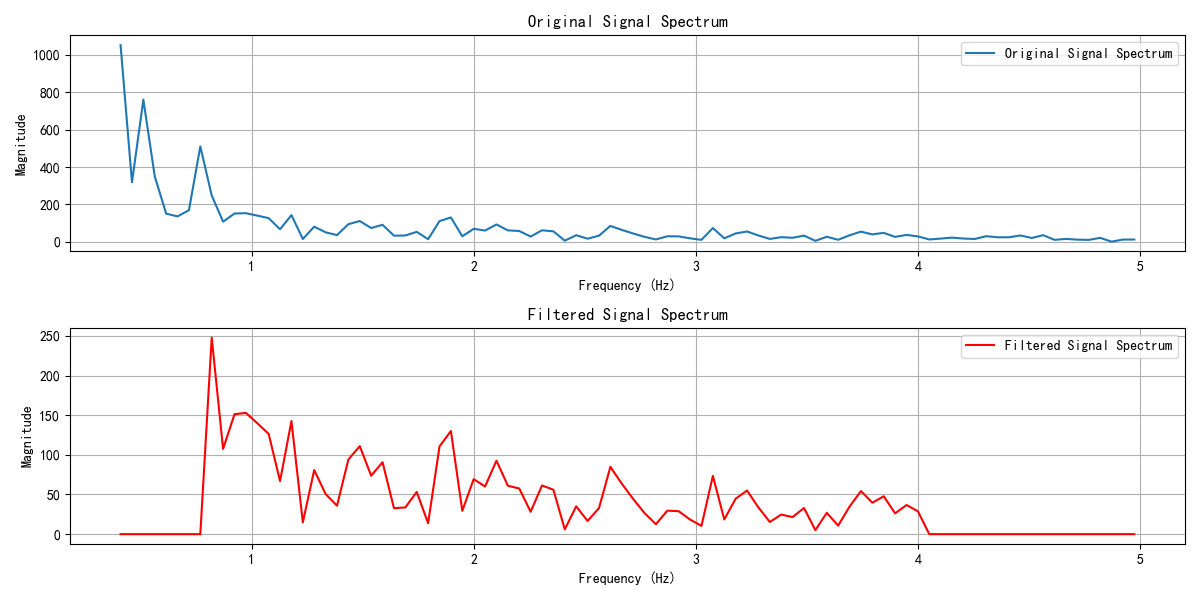 Original Signal Spectrum
Original Signal Spectrum
Magnitude
1000
800
600
400
200
0
1 2 3 4 5
Frequency (Hz)
Filtered Signal Spectrum
Filtered Signal Spectrum
Magnitude
250
200
150
100
50
0
1 2 3 4 5
Frequency (Hz)